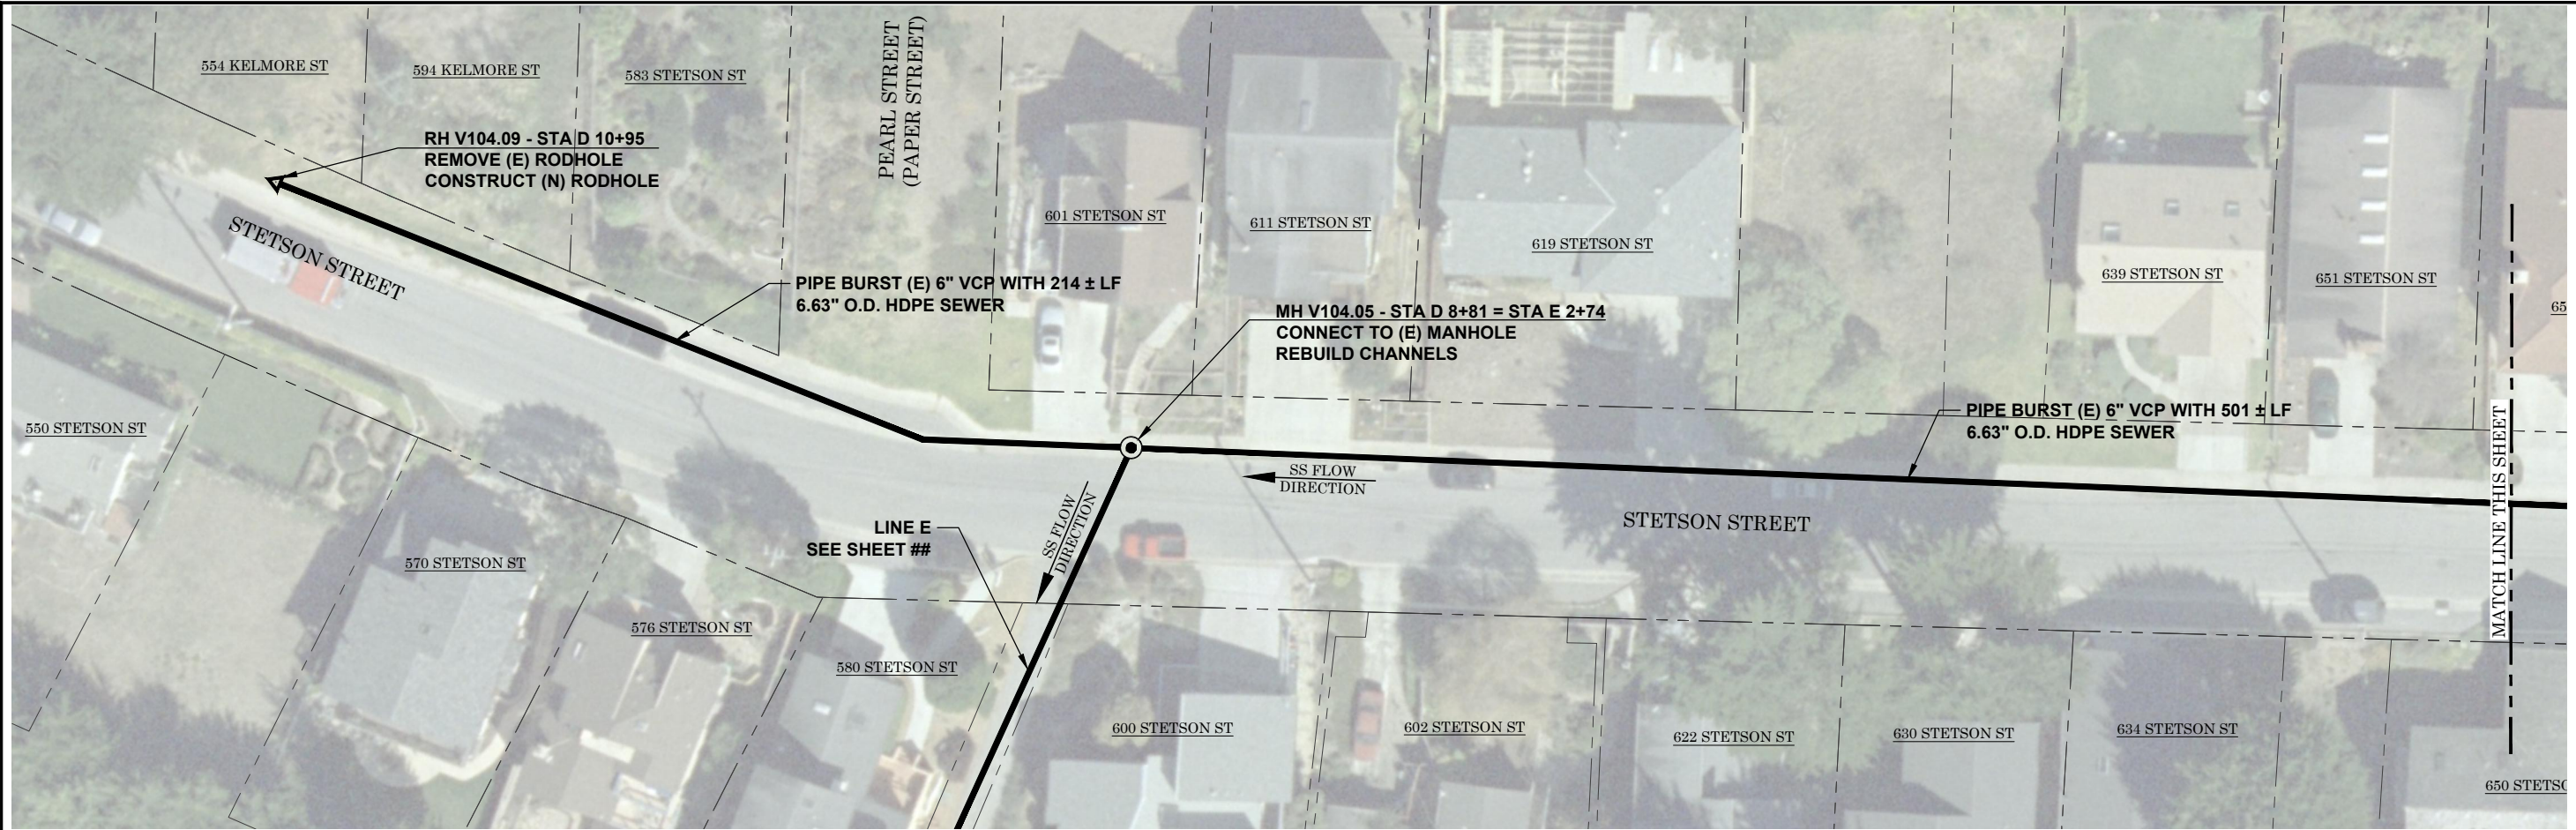 554 KELMORE ST
594 KELMORE ST
583 STETSON ST
PEARL STREET
(PAPER STREET)
RH V104.09 - STA D 10+95
REMOVE (E) RODHOLE
CONSTRUCT (N) RODHOLE
STETSON STREET
601 STETSON ST
611 STETSON ST
619 STETSON ST
639 STETSON ST
651 STETSON ST
65
PIPE BURST (E) 6" VCP WITH 214 ± LF
6.63" O.D. HDPE SEWER
MH V104.05 - STA D 8+81 = STA E 2+74
CONNECT TO (E) MANHOLE
REBUILD CHANNELS
PIPE BURST (E) 6" VCP WITH 501 ± LF
6.63" O.D. HDPE SEWER
550 STETSON ST
SS FLOW
DIRECTION
SS FLOW
DIRECTION
STETSON STREET
MATCH LINE THIS SHEET
LINE E
SEE SHEET ##
570 STETSON ST
576 STETSON ST
580 STETSON ST
600 STETSON ST
602 STETSON ST
622 STETSON ST
630 STETSON ST
634 STETSON ST
650 STETSO